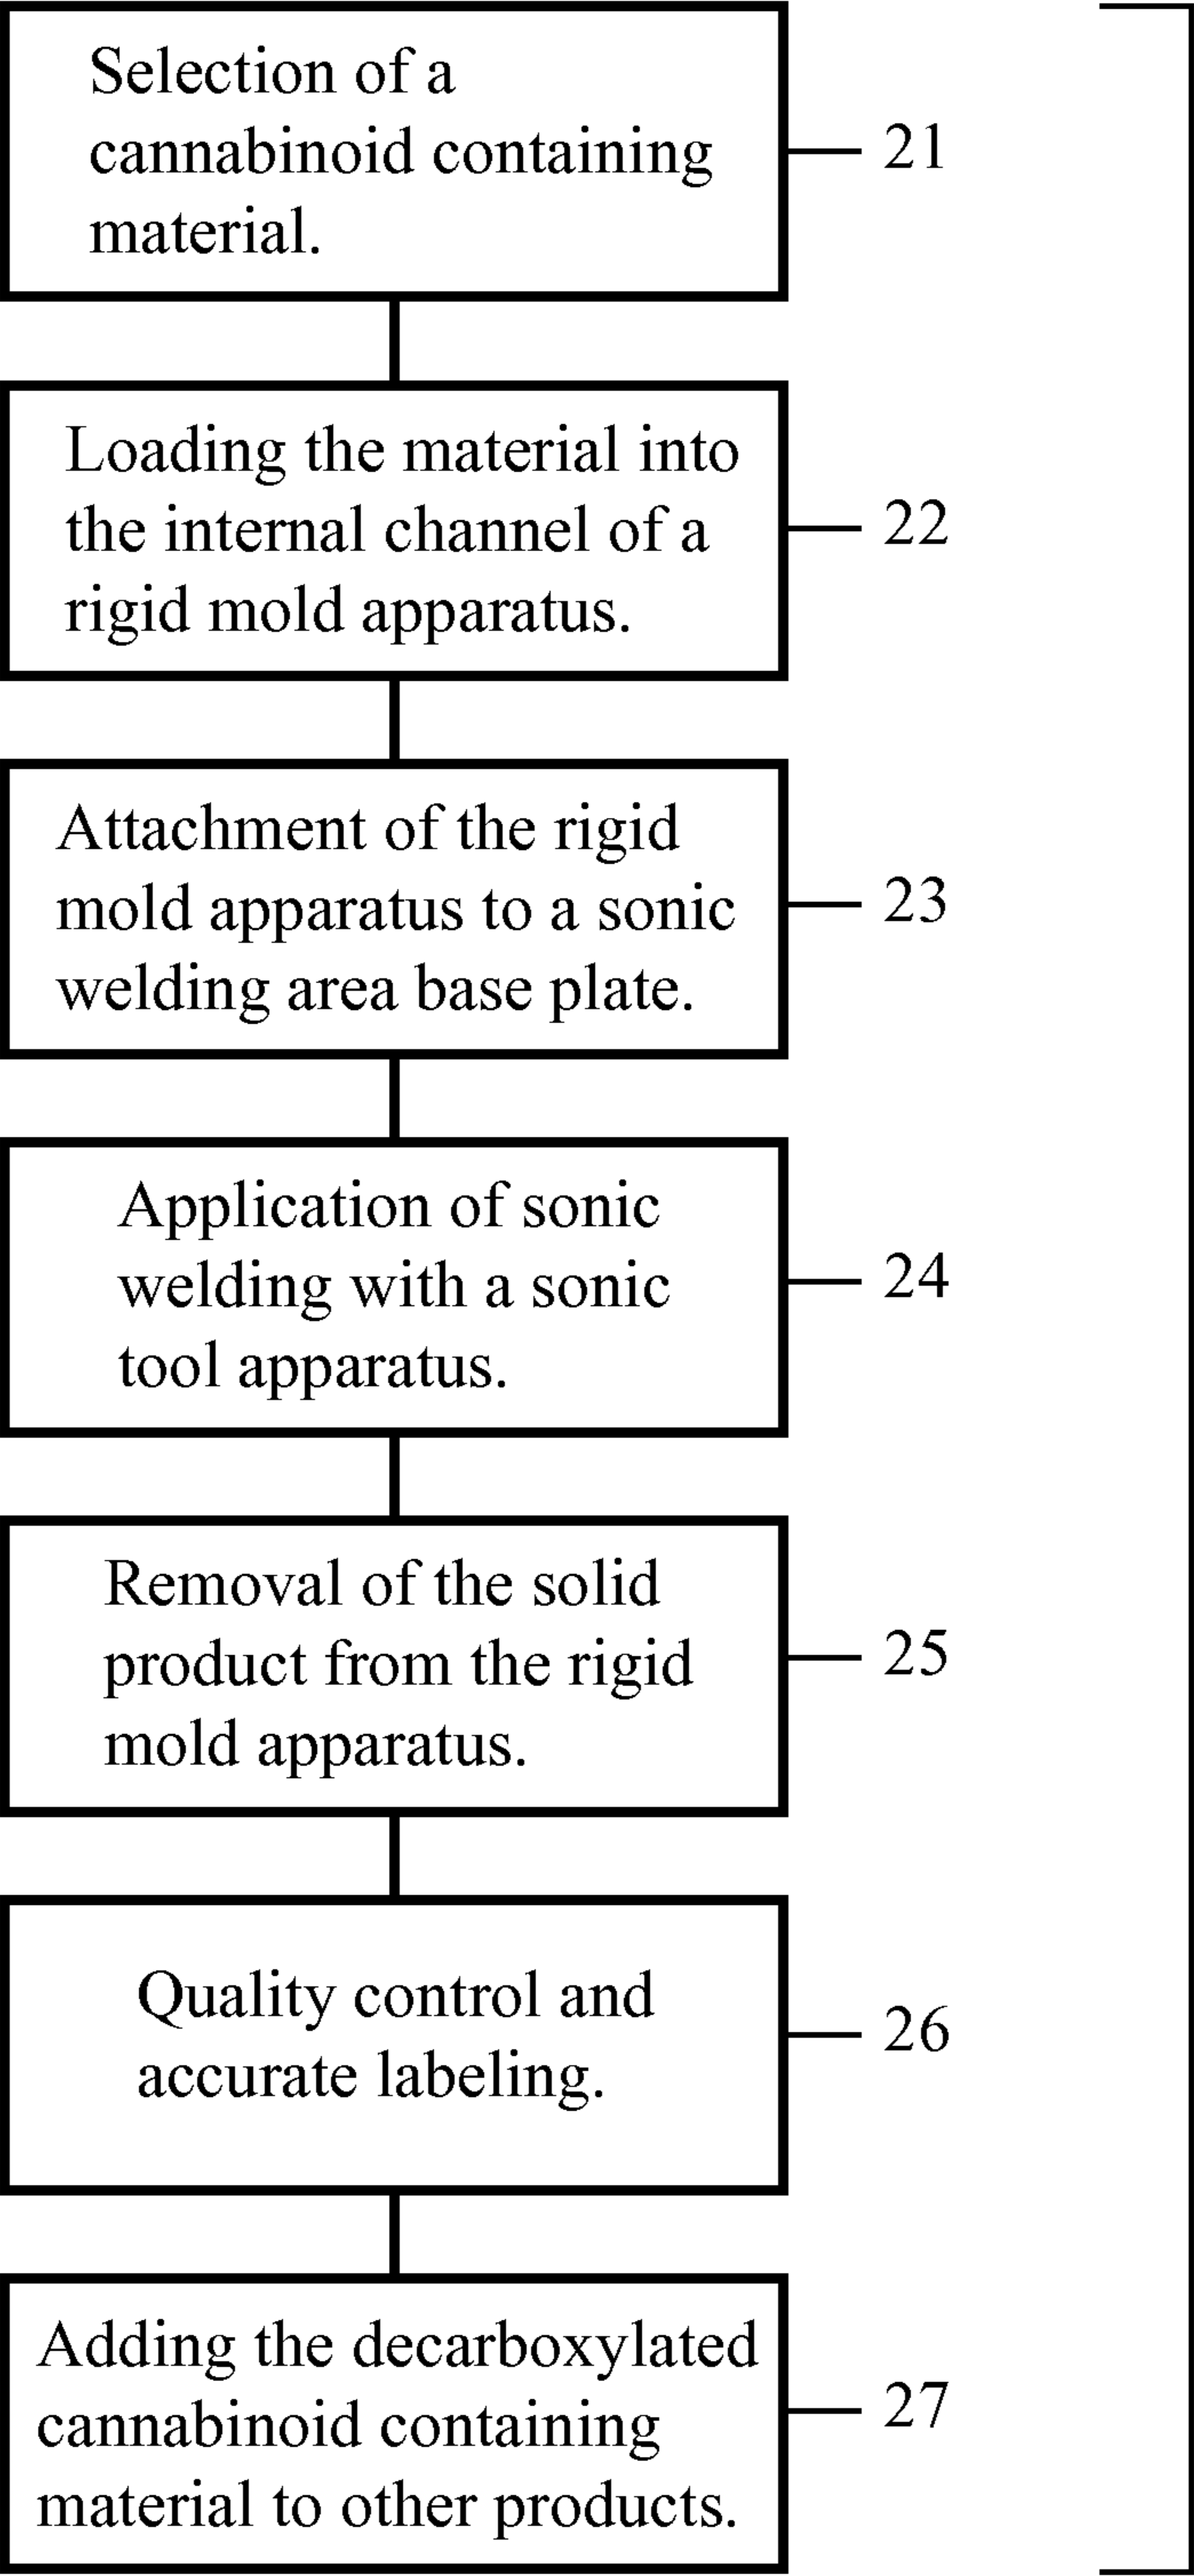 Selection of a
cannabinoid containing
material.
21
Loading the material into
the internal channel of a
rigid mold apparatus.
22
Attachment of the rigid
mold apparatus to a sonic
welding area base plate.
23
Application of sonic
welding with a sonic
tool apparatus.
24
Removal of the solid
product from the rigid
mold apparatus.
25
Quality control and
accurate labeling.
26
Adding the decarboxylated
cannabinoid containing
material to other products.
27